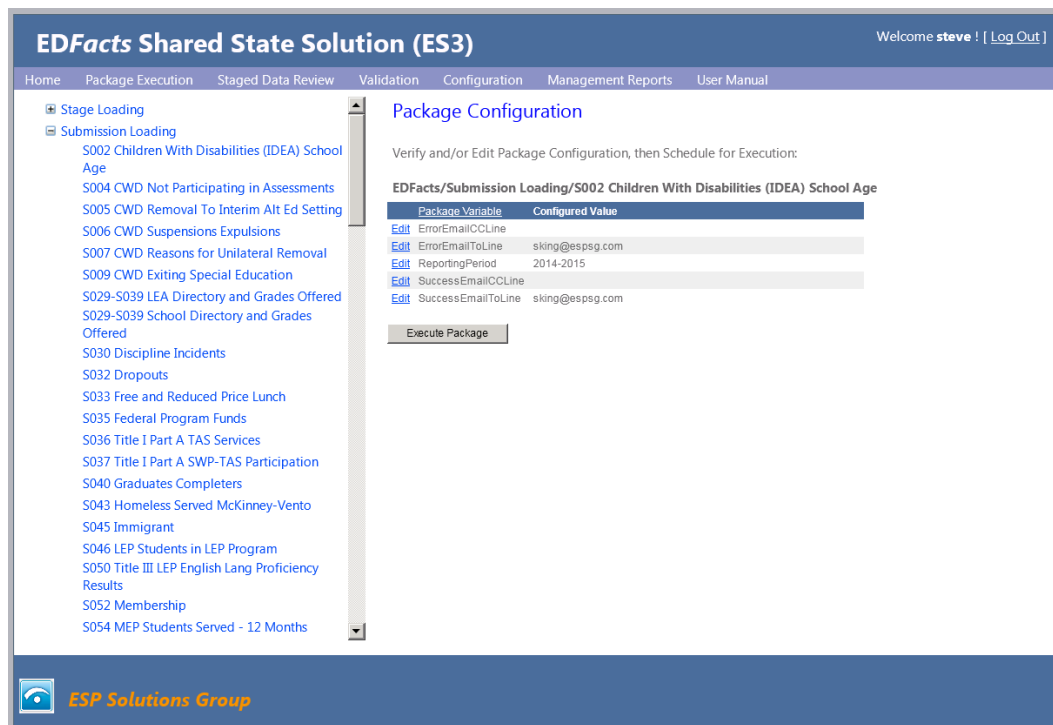 EDFacts Shared State Solution (ES3)
Welcome steve ! [ Log Out ]
Home Package Execution Staged Data Review Validation Configuration Management Reports User Manual
Stage Loading
Submission Loading
S002 Children With Disabilities (IDEA) School
Age
S004 CWD Not Participating in Assessments
S005 CWD Removal To Interim Alt Ed Setting
S006 CWD Suspensions Expulsions
S007 CWD Reasons for Unilateral Removal
S009 CWD Exiting Special Education
S029-S039 LEA Directory and Grades Offered
S029-S039 School Directory and Grades
Offered
S030 Discipline Incidents
S032 Dropouts
S033 Free and Reduced Price Lunch
S035 Federal Program Funds
S036 Title I Part A TAS Services
S037 Title I Part A SWP-TAS Participation
S040 Graduates Completers
S043 Homeless Served McKinney-Vento
S045 Immigrant
S046 LEP Students in LEP Program
S050 Title III LEP English Lang Proficiency
Results
S052 Membership
S054 MEP Students Served - 12 Months
Package Configuration
Verify and/or Edit Package Configuration, then Schedule for Execution:
EDFacts/Submission Loading/S002 Children With Disabilities (IDEA) School Age
Package Variable Configured Value
Edit ErrorEmailCCLine
Edit ErrorEmailToLine sking@espsg.com
Edit ReportingPeriod 2014-2015
Edit SuccessEmailCCLine
Edit SuccessEmailToLine sking@espsg.com
Execute Package
ESP Solutions Group